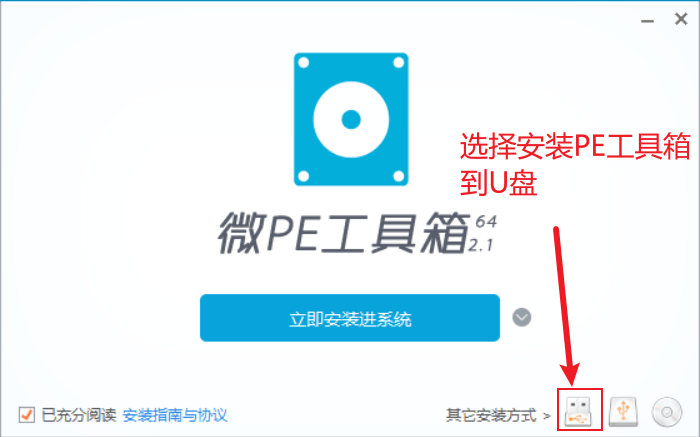 选择安装PE工具箱
到U盘
微PE工具箱 64
2.1
立即安装进系统
已充分阅读 安装指南与协议
其它安装方式 >